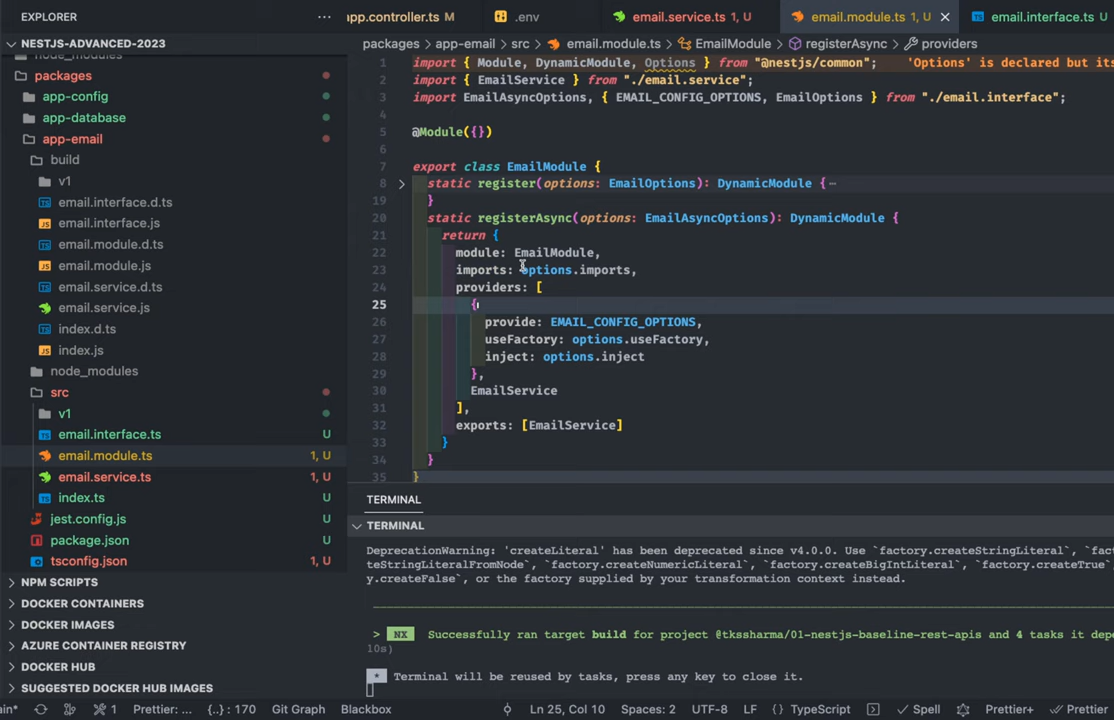 EXPLORER
NESTJS-ADVANCED-2023
node_modules
packages
app-config
app-database
app-email
build
v1
email.interface.d.ts
email.interface.js
email.module.d.ts
email.module.js
email.service.d.ts
email.service.js
index.d.ts
index.js
node_modules
src
v1
email.interface.ts U
email.module.ts 1, U
email.service.ts 1, U
index.ts U
jest.config.js U
package.json U
tsconfig.json 1, U
NPM SCRIPTS
DOCKER CONTAINERS
DOCKER IMAGES
AZURE CONTAINER REGISTRY
DOCKER HUB
SUGGESTED DOCKER HUB IMAGES
app.controller.ts M .env email.service.ts 1, U email.module.ts 1, U email.interface.ts U
packages > app-email > src > email.module.ts > EmailModule > registerAsync > providers
1 import { Module, DynamicModule, Options } from "@nestjs/common"; 'Options' is declared but its
2 import { EmailService } from "./email.service";
3 import EmailAsyncOptions, { EMAIL_CONFIG_OPTIONS, EmailOptions } from "./email.interface";
4
5 @Module({})
6
7 export class EmailModule {
8 static register(options: EmailOptions): DynamicModule {⋯
19 }
20 static registerAsync(options: EmailAsyncOptions): DynamicModule {
21 return {
22 module: EmailModule,
23 imports: options.imports,
24 providers: [
25 {
26 provide: EMAIL_CONFIG_OPTIONS,
27 useFactory: options.useFactory,
28 inject: options.inject
29 },
30 EmailService
31 ],
32 exports: [EmailService]
33 }
34 }
35 }
TERMINAL
TERMINAL
DeprecationWarning: 'createLiteral' has been deprecated since v4.0.0. Use `factory.createStringLiteral`, `fact
teStringLiteralFromNode`, `factory.createNumericLiteral`, `factory.createBigIntLiteral`, `factory.createTrue`
y.createFalse`, or the factory supplied by your transformation context instead.
> NX Successfully ran target build for project @tkssharma/01-nestjs-baseline-rest-apis and 4 tasks it depe
10s)
* Terminal will be reused by tasks, press any key to close it.
ain* 1 Prettier: ... {..} : 170 Git Graph Blackbox Ln 25, Col 10 Spaces: 2 UTF-8 LF {} TypeScript Spell Prettier+ Prettier